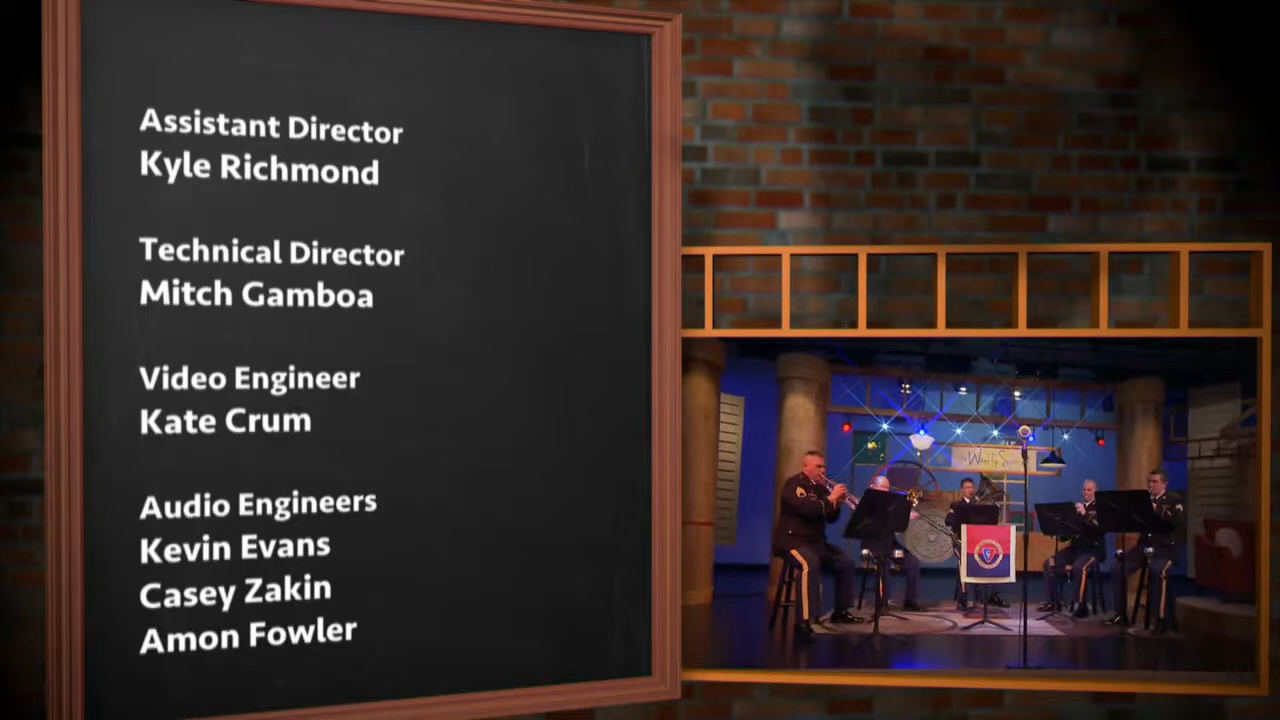 Assistant Director
Kyle Richmond
Technical Director
Mitch Gamboa
Video Engineer
Kate Crum
Audio Engineers
Kevin Evans
Casey Zakin
Amon Fowler